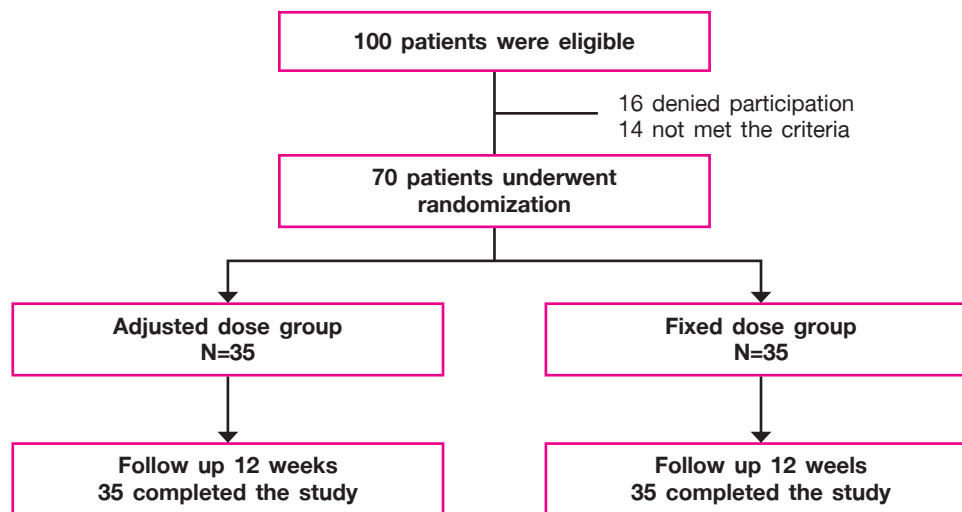 100 patients were eligible
16 denied participation
14 not met the criteria
70 patients underwent
randomization
Adjusted dose group
N=35
Fixed dose group
N=35
Follow up 12 weeks
35 completed the study
Follow up 12 weels
35 completed the study